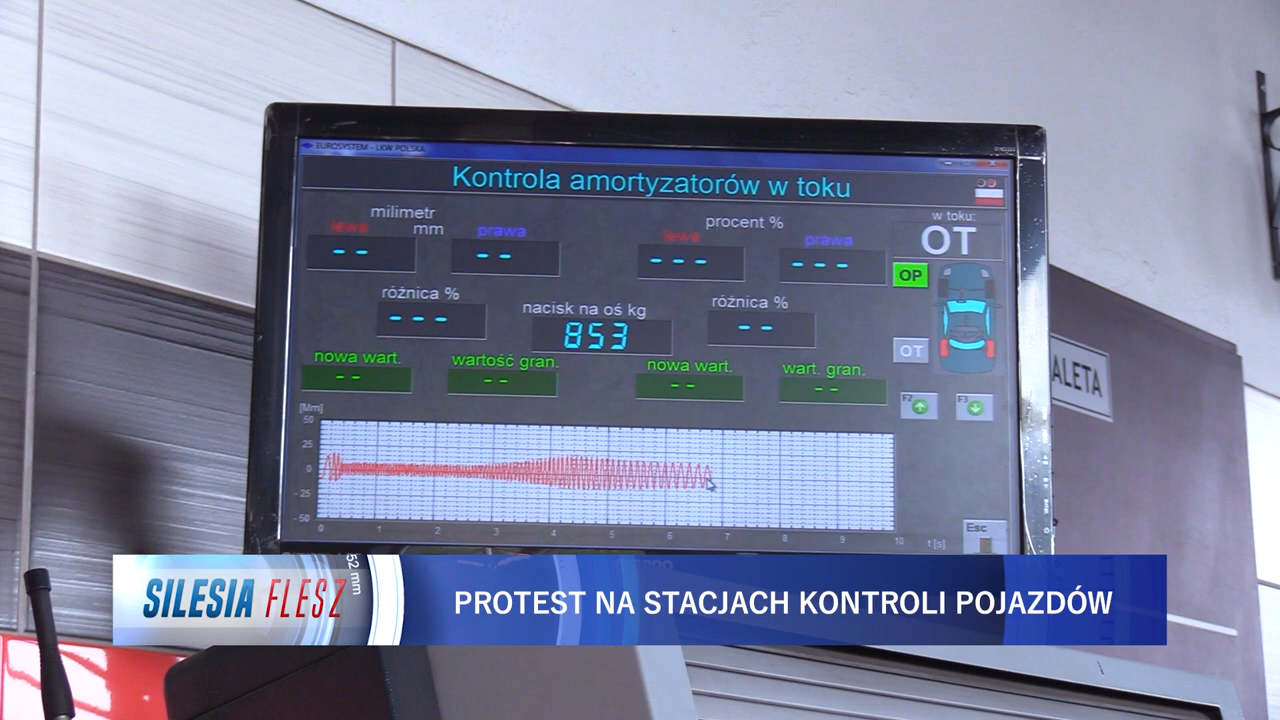 EUROSYSTEM - LKW POLSKA
Kontrola amortyzatorów w toku
milimetr
mm
procent %
w toku:
lewa
prawa
lewa
prawa
OT
-- -- --- ---
OP
różnica %
nacisk na oś kg
różnica %
--- 853 --
OT
nowa wart.
wartość gran.
nowa wart.
wart. gran.
-- -- -- --
F2
F3
ALETA
[Mm]
50
25
0
- 25
- 50
0 1 2 3 4 5 6 7 8 9 10 t [s]
Esc
52 mm
SILESIA FLESZ
PROTEST NA STACJACH KONTROLI POJAZDÓW